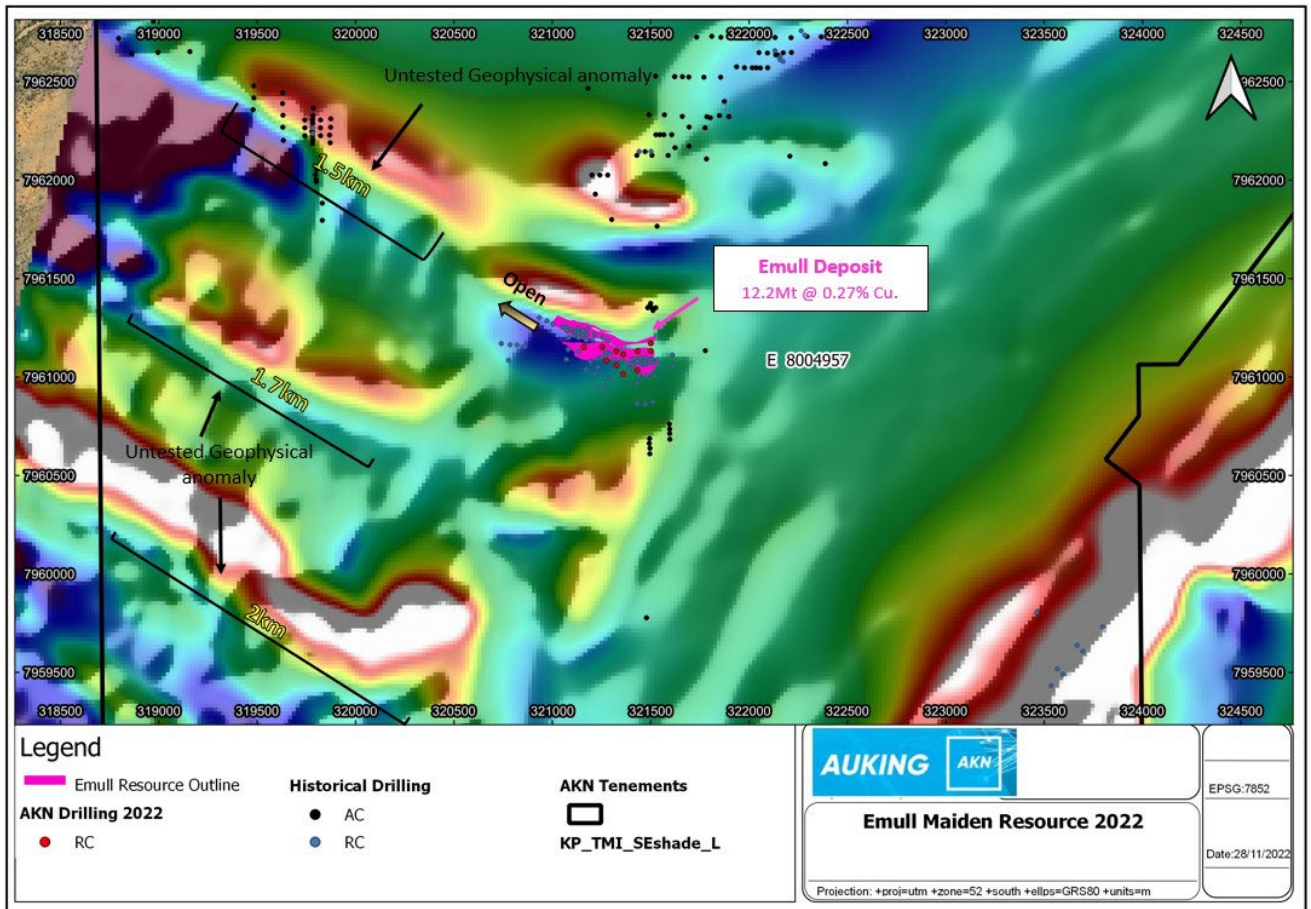 318500 319000 319500 320000 320500 321000 321500 322000 322500 323000 323500 324000 324500
7962500 7962500
Untested Geophysical anomaly
7962000 7962000
1.5km
Emull Deposit
12.2Mt @ 0.27% Cu.
7961500 7961500
Open
E 8004957
7961000 7961000
1.7km
Untested Geophysical
anomaly
7960500 7960500
7960000 7960000
2km
7959500 7959500
318500 319000 319500 320000 320500 321000 321500 322000 322500 323000 323500 324000 324500
Legend
Emull Resource Outline
AKN Drilling 2022
RC
Historical Drilling
AC
RC
AKN Tenements
KP_TMI_SEshade_L
AUKING AKN
Emull Maiden Resource 2022
Projection: +proj=utm +zone=52 +south +ellps=GRS80 +units=m
EPSG:7852
Date:28/11/2022